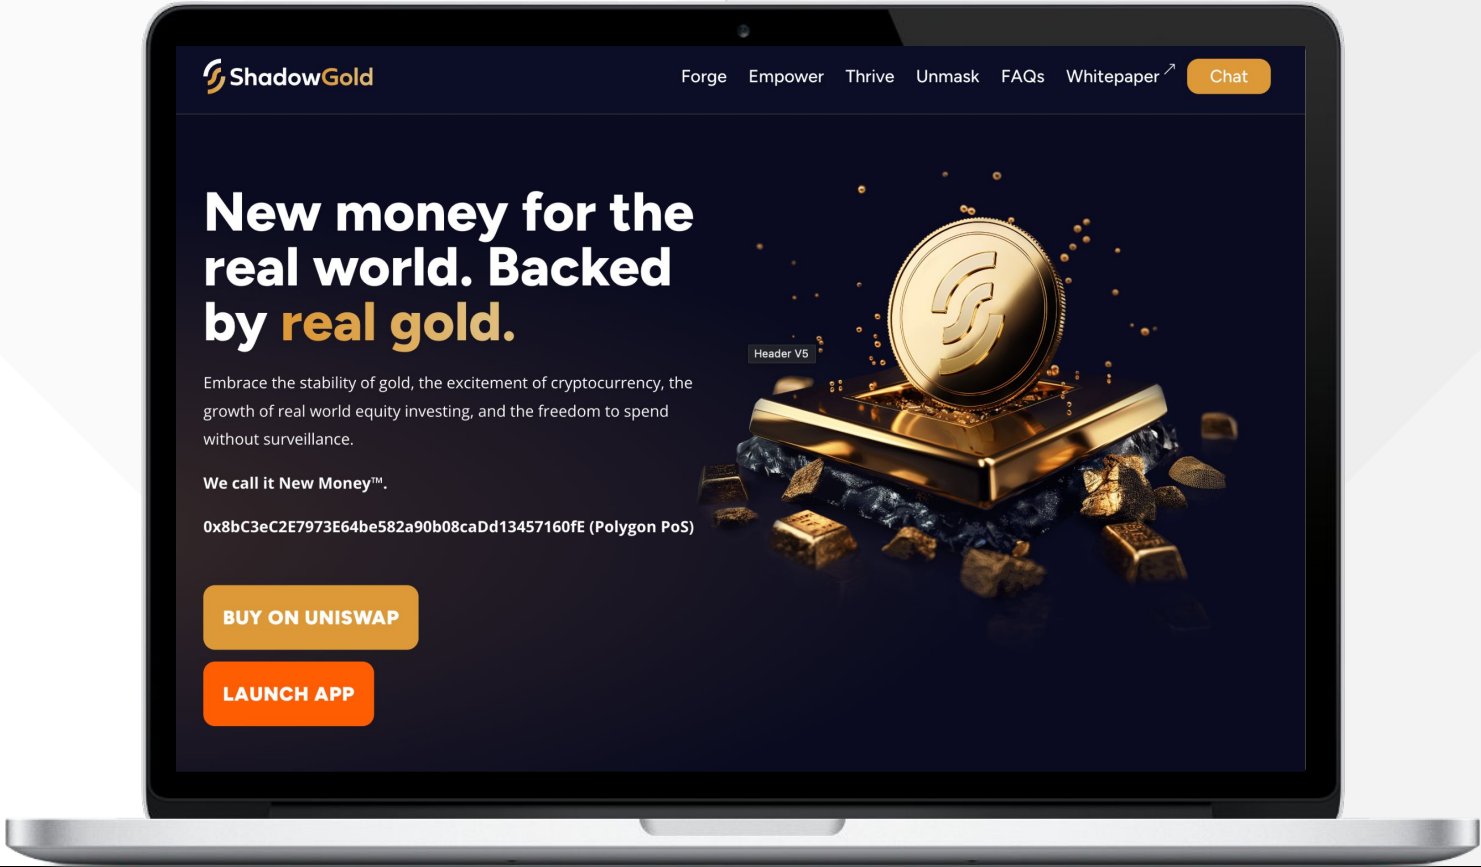 ShadowGold
Forge Empower Thrive Unmask FAQs Whitepaper ↗ Chat
New money for the
real world. Backed
by real gold.
Header V5
Embrace the stability of gold, the excitement of cryptocurrency, the
growth of real world equity investing, and the freedom to spend
without surveillance.
We call it New Money™.
0x8bC3eC2E7973E64be582a90b08caDd13457160fE (Polygon PoS)
BUY ON UNISWAP
LAUNCH APP